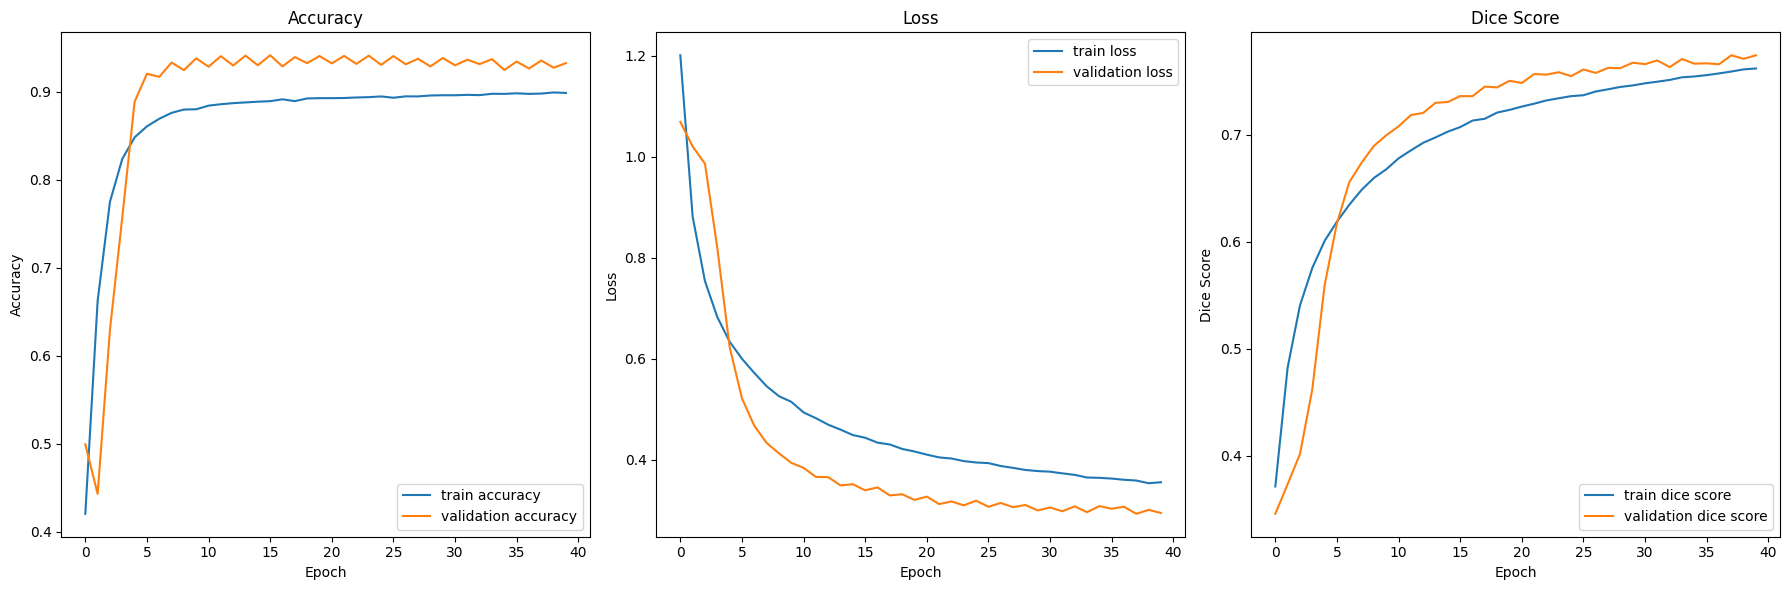 Accuracy
Accuracy
0.9
0.8
0.7
0.6
0.5
0.4
train accuracy
validation accuracy
0 5 10 15 20 25 30 35 40
Epoch
Loss
Loss
1.2
1.0
0.8
0.6
0.4
train loss
validation loss
0 5 10 15 20 25 30 35 40
Epoch
Dice Score
Dice Score
0.7
0.6
0.5
0.4
train dice score
validation dice score
0 5 10 15 20 25 30 35 40
Epoch